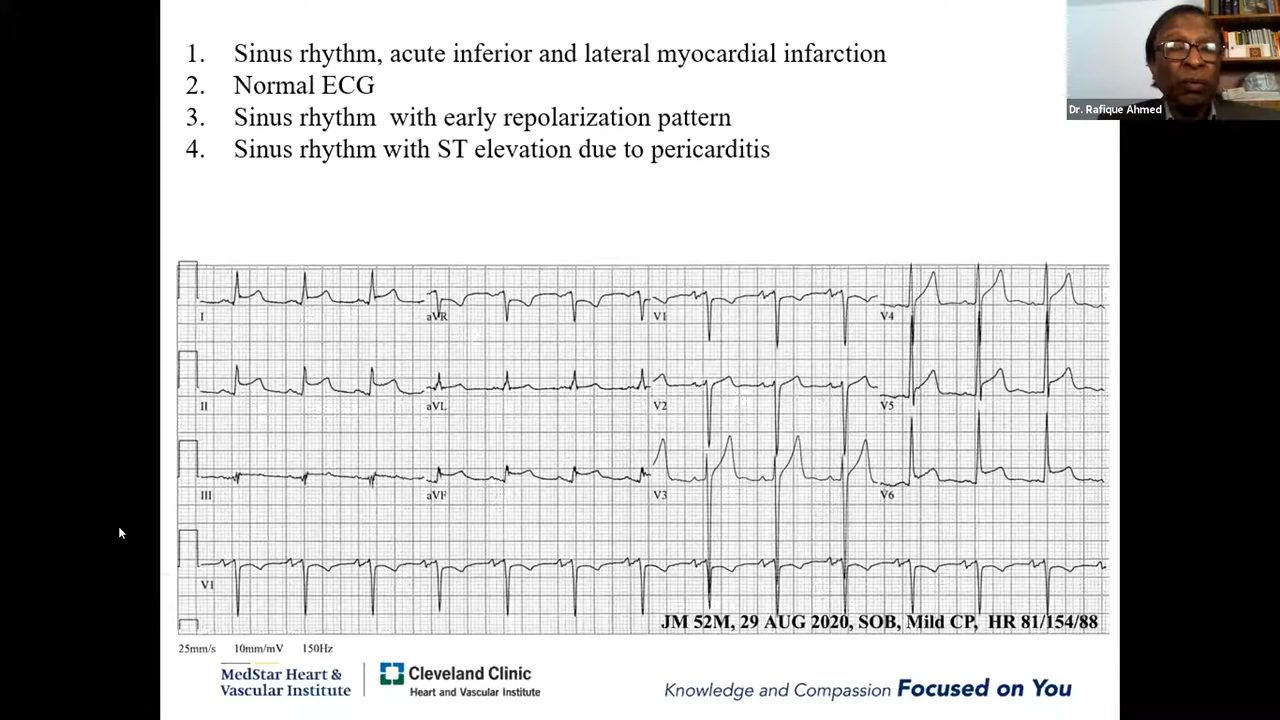 1. Sinus rhythm, acute inferior and lateral myocardial infarction
2. Normal ECG
3. Sinus rhythm  with early repolarization pattern
4. Sinus rhythm with ST elevation due to pericarditis
Dr. Rafique Ahmed
I aVR V1 V4
II aVL V2 V5
III aVF V3 V6
V1
JM 52M, 29 AUG 2020, SOB, Mild CP,  HR 81/154/88
25mm/s 10mm/mV 150Hz
MedStar Heart &
Vascular Institute
Cleveland Clinic
Heart and Vascular Institute
Knowledge and Compassion Focused on You